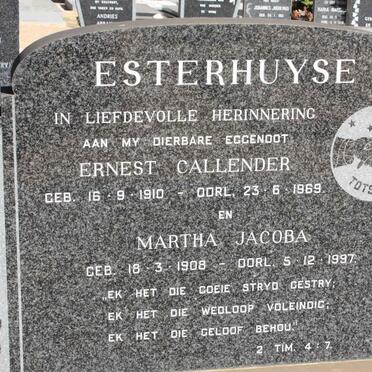 ANDRIES
ESTERHUYSE
IN LIEFDEVOLLE HERINNERING
AAN MY DIERBARE EGGENOOT
ERNEST CALLENDER
GEB. 16-9-1910 - OORL. 23-6-1969.
EN
MARTHA JACOBA
GEB. 18-3-1908 - OORL. 5-12-1997.
„EK HET DIE GOEIE STRYD GESTRY;
EK HET DIE WEDLOOP VOLEINDIG;
EK HET DIE GELOOF BEHOU."
2 TIM. 4:7.